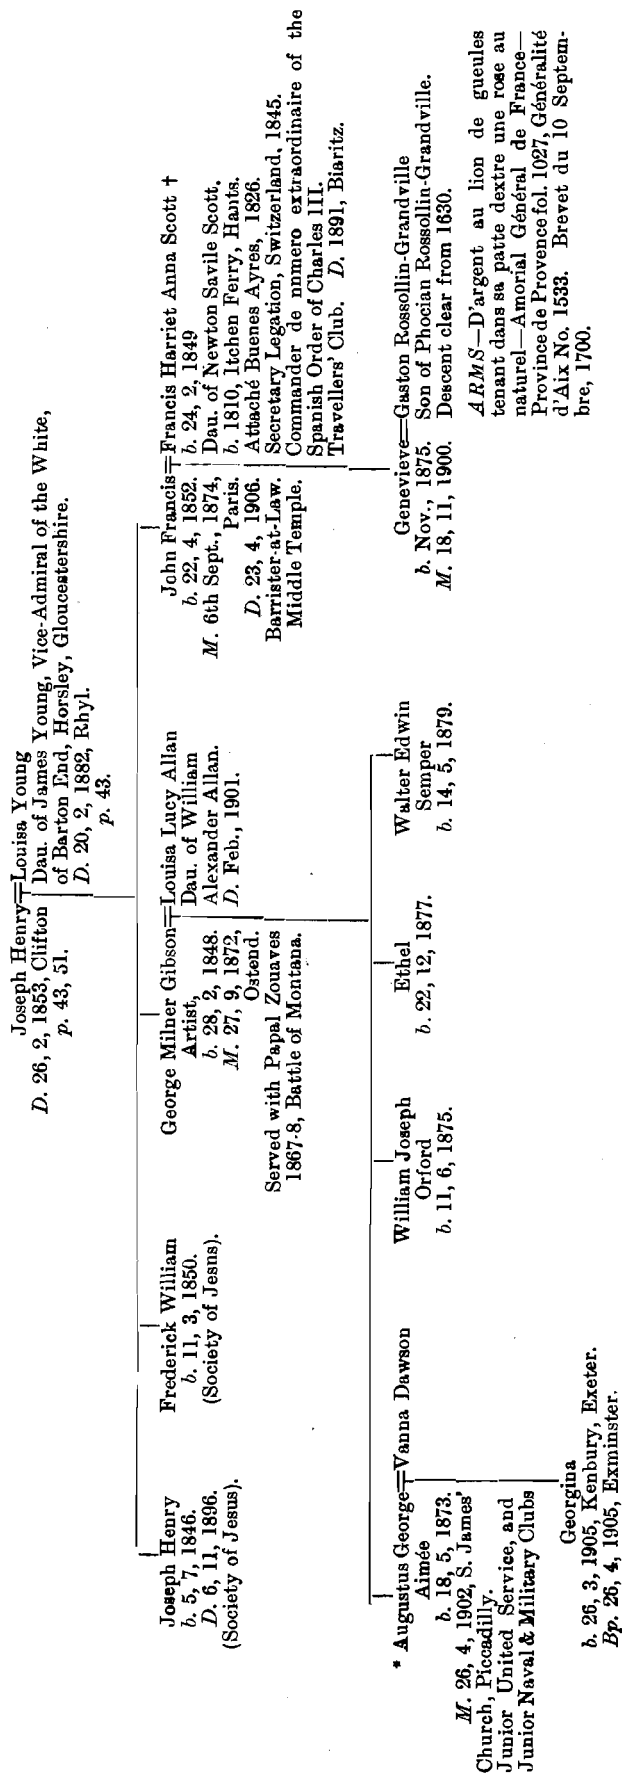 Joseph Henry=Louisa Young
D. 26, 2, 1853, Clifton
p. 43, 51.
Dau. of James Young, Vice-Admiral of the White,
of Barton End, Horsley, Gloucestershire.
D. 20, 2, 1882, Rhyl.
p. 43.
Joseph Henry
b. 5, 7, 1846.
D. 6, 11, 1896.
(Society of Jesus).
Frederick William
b. 11, 3, 1850.
(Society of Jesus).
George Milner Gibson=Louisa Lucy Allan
Artist,
b. 28, 2, 1848.
M. 27, 9, 1872,
Ostend.
Served with Papal Zouaves
1867-8, Battle of Montana.
Dau. of William
Alexander Allan.
D. Feb., 1901.
John Francis=Francis Harriet Anna Scott †
b. 22, 4, 1852.
M. 6th Sept., 1874,
Paris.
D. 23, 4, 1906.
Barrister-at-Law.
Middle Temple.
b. 24, 2, 1849
Dau. of Newton Savile Scott,
b. 1810, Itchen Ferry, Hants.
Attaché Buenes Ayres, 1826.
Secretary Legation, Switzerland, 1845.
Commander de numero extraordinaire of the
Spanish Order of Charles III.
Travellers' Club. D. 1891, Biaritz.
* Augustus George=Vanna Dawson
Aimée
b. 18, 5, 1873.
M. 26, 4, 1902, S. James'
Church, Piccadilly.
Junior United Service, and
Junior Naval & Military Clubs
William Joseph
Orford
b. 11, 6, 1875.
Ethel
b. 22, 12, 1877.
Walter Edwin
Semper
b. 14, 5, 1879.
Genevieve=Gaston Rossollin-Grandville
b. Nov., 1875.
M. 18, 11, 1900.
Son of Phocian Rossollin-Grandville.
Descent clear from 1630.
ARMS—D'argent au lion de gueules
tenant dans sa patte dextre une rose au
naturel—Amorial Général de France—
Province de Provence fol. 1027, Généralité
d'Aix No. 1533. Brevet du 10 Septem-
bre, 1700.
Georgina
b. 26, 3, 1905, Kenbury, Exeter.
Bp. 26, 4, 1905, Exminster.